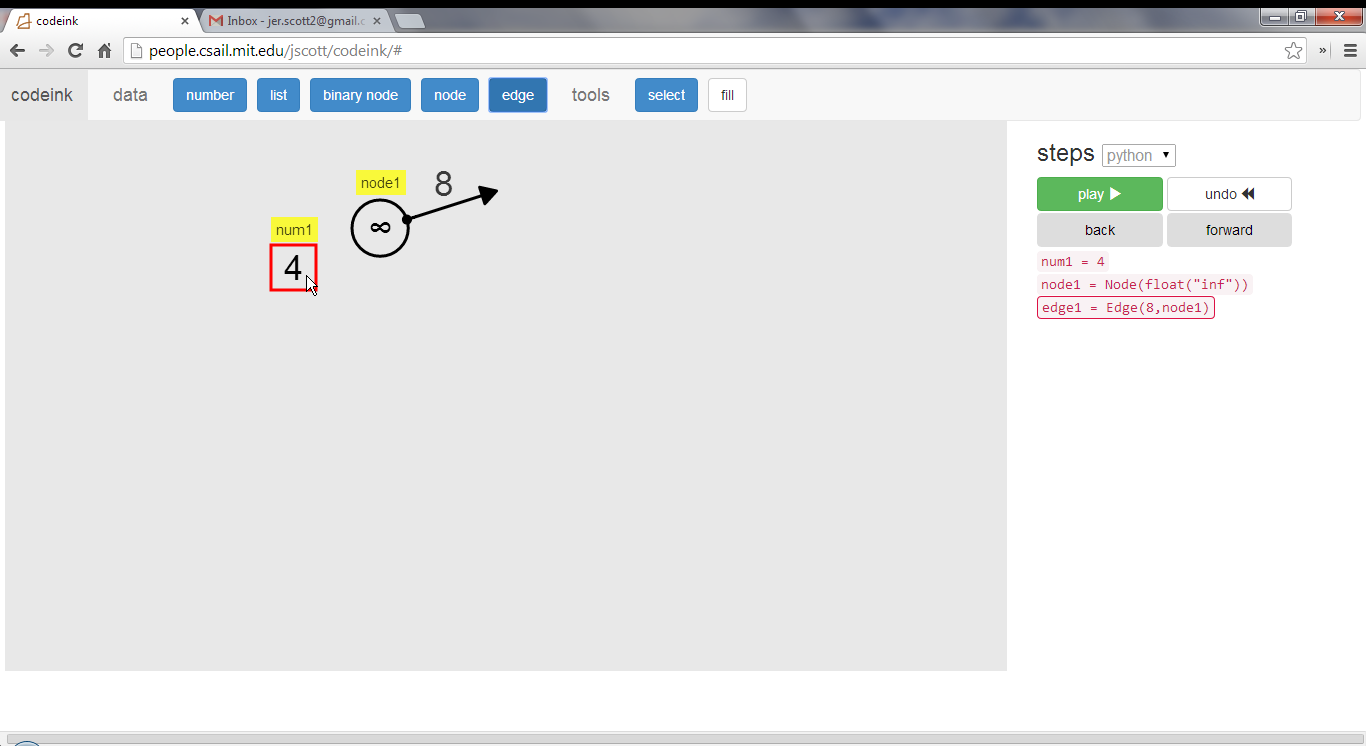 codeink
Inbox - jer.scott2@gmail.c
people.csail.mit.edu/jscott/codeink/#
codeink data number list binary node node edge tools select fill
steps python
play undo
back forward
num1 = 4
node1 = Node(float("inf"))
edge1 = Edge(8,node1)
node1
8
∞
num1
4